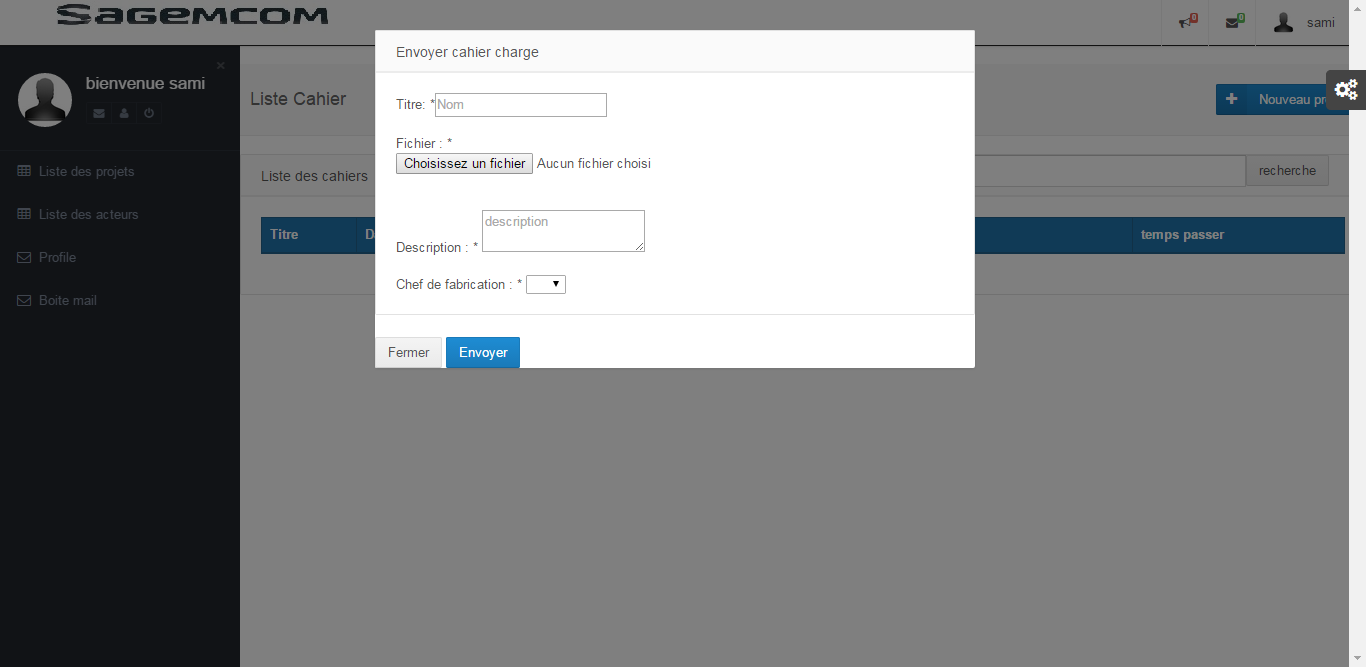 SAGEMCOM
0
0
sami
bienvenue sami
Liste des projets
Liste des acteurs
Profile
Boite mail
Liste Cahier
Nouveau pr
Liste des cahiers
recherche
Titre
D
temps passer
Envoyer cahier charge
Titre: *
Nom
Fichier : *
Choisissez un fichier Aucun fichier choisi
description
Description : *
Chef de fabrication : *
Fermer
Envoyer